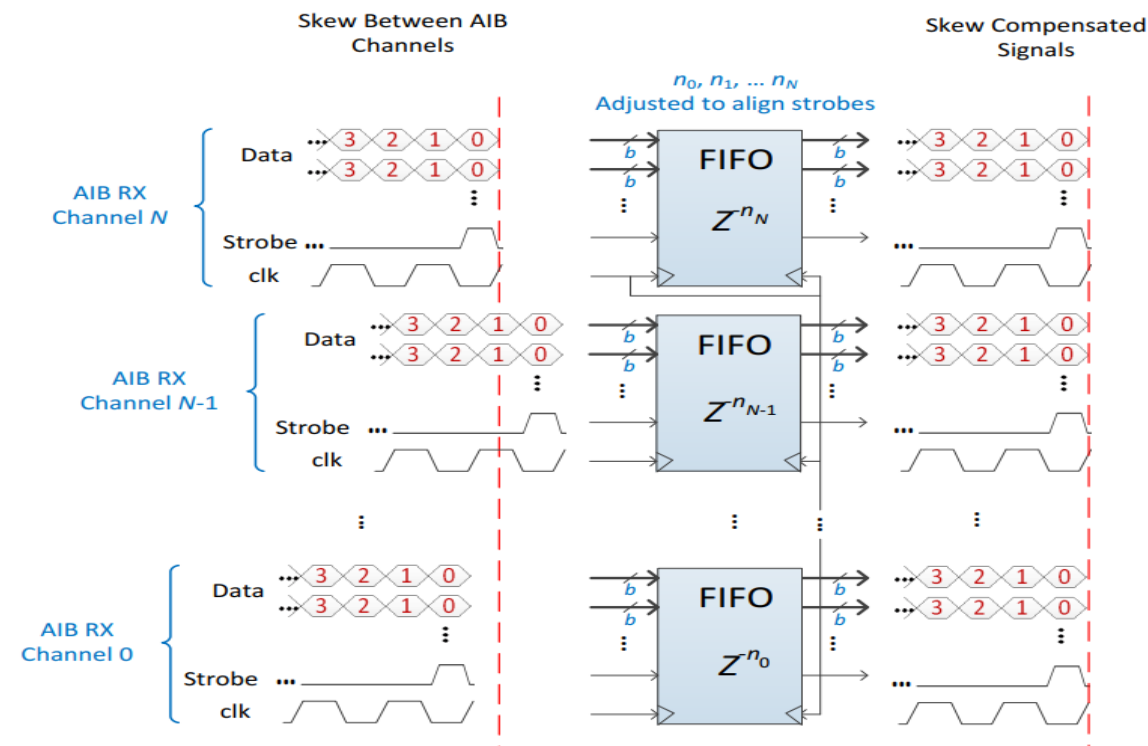 Skew Between AIB
Channels
Skew Compensated
Signals
n0, n1, ... nN
Adjusted to align strobes
AIB RX
Channel N
Data
... 3 2 1 0
... 3 2 1 0
...
Strobe ...
clk
b
b
...
FIFO
Z^-nN
b
b
...
... 3 2 1 0
... 3 2 1 0
...
...
AIB RX
Channel N-1
Data
... 3 2 1 0
... 3 2 1 0
...
Strobe ...
clk
b
b
...
FIFO
Z^-nN-1
b
b
...
... 3 2 1 0
... 3 2 1 0
...
...
... ... ... ...
AIB RX
Channel 0
Data
... 3 2 1 0
... 3 2 1 0
...
Strobe ...
clk
b
b
...
FIFO
Z^-n0
b
b
...
... 3 2 1 0
... 3 2 1 0
...
...